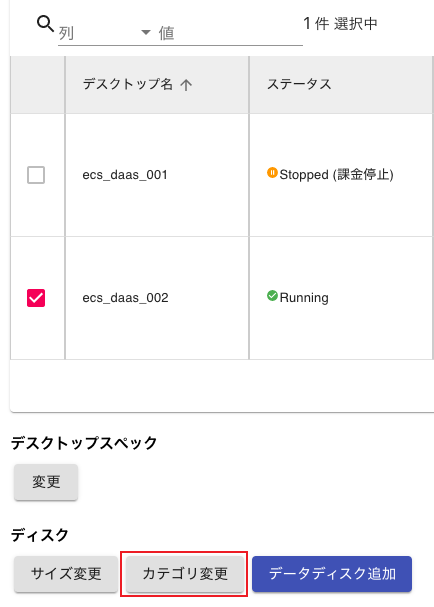 列 値 1 件 選択中
デスクトップ名 ステータス
ecs_daas_001 Stopped (課金停止)
ecs_daas_002 Running
デスクトップスペック
変更
ディスク
サイズ変更 カテゴリ変更 データディスク追加